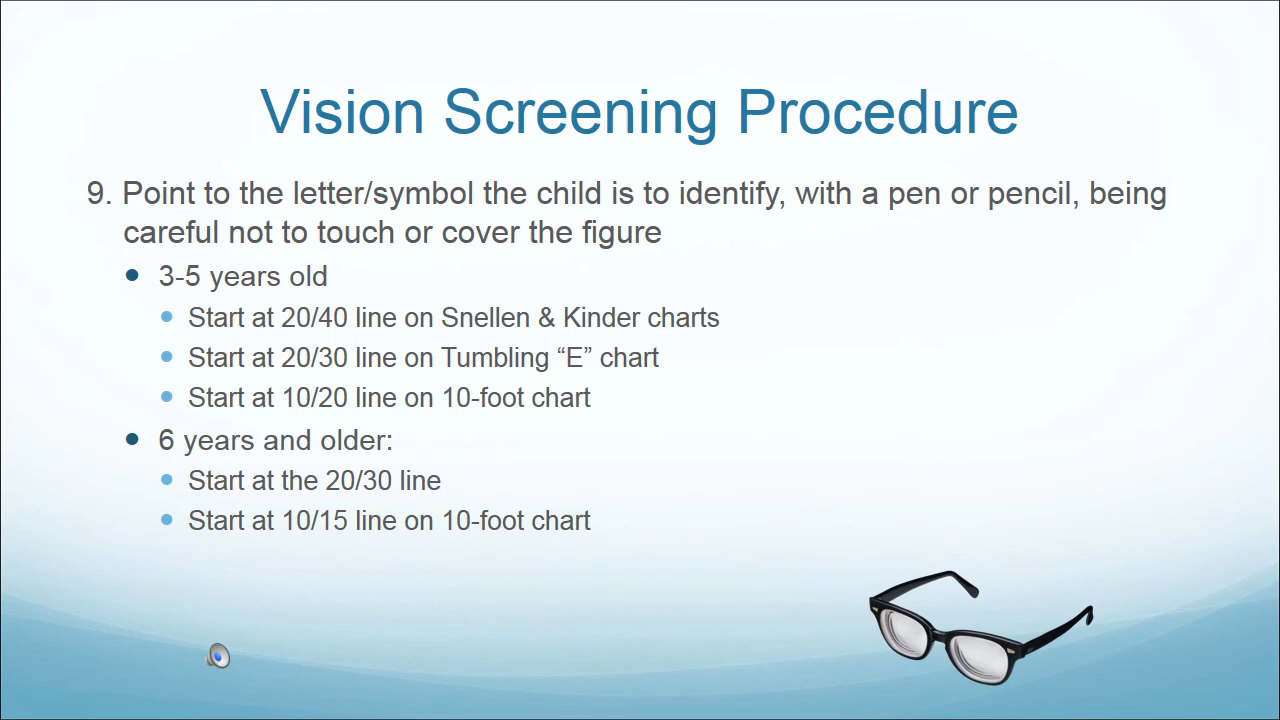 Vision Screening Procedure
9. Point to the letter/symbol the child is to identify, with a pen or pencil, being
careful not to touch or cover the figure
• 3-5 years old
• Start at 20/40 line on Snellen & Kinder charts
• Start at 20/30 line on Tumbling “E” chart
• Start at 10/20 line on 10-foot chart
• 6 years and older:
• Start at the 20/30 line
• Start at 10/15 line on 10-foot chart